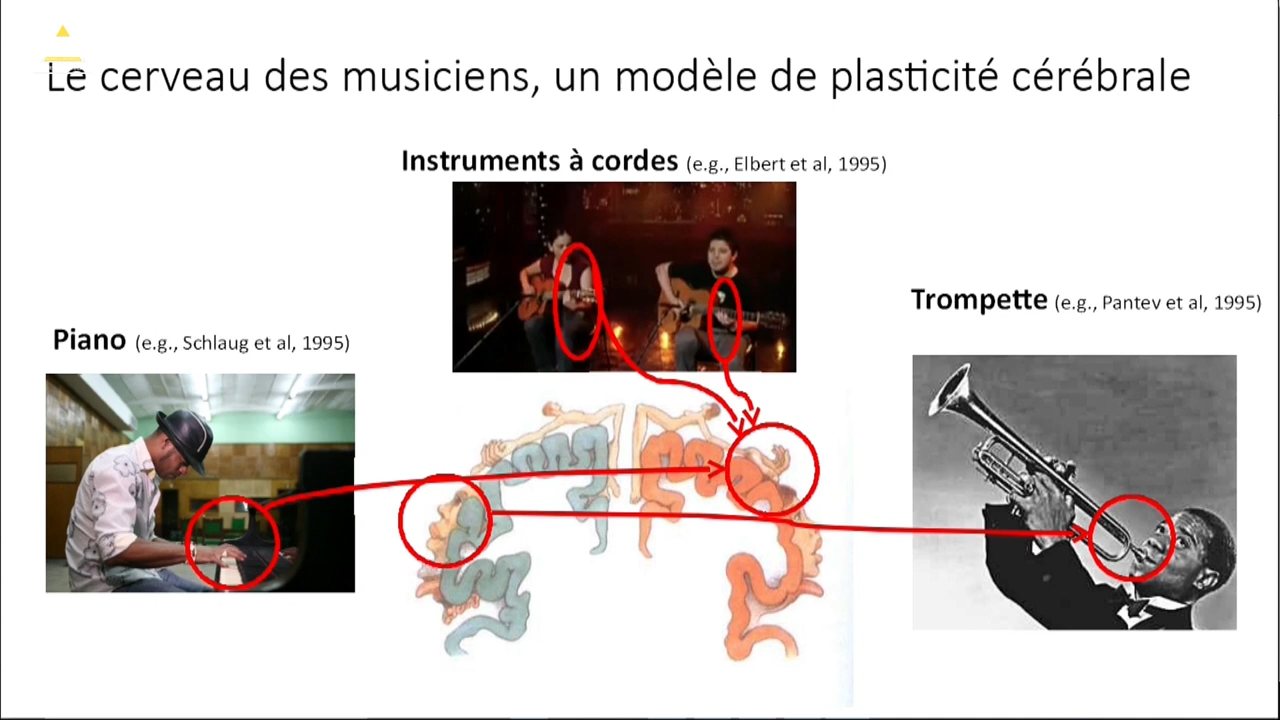 Le cerveau des musiciens, un modèle de plasticité cérébrale
Instruments à cordes (e.g., Elbert et al, 1995)
Trompette (e.g., Pantev et al, 1995)
Piano (e.g., Schlaug et al, 1995)